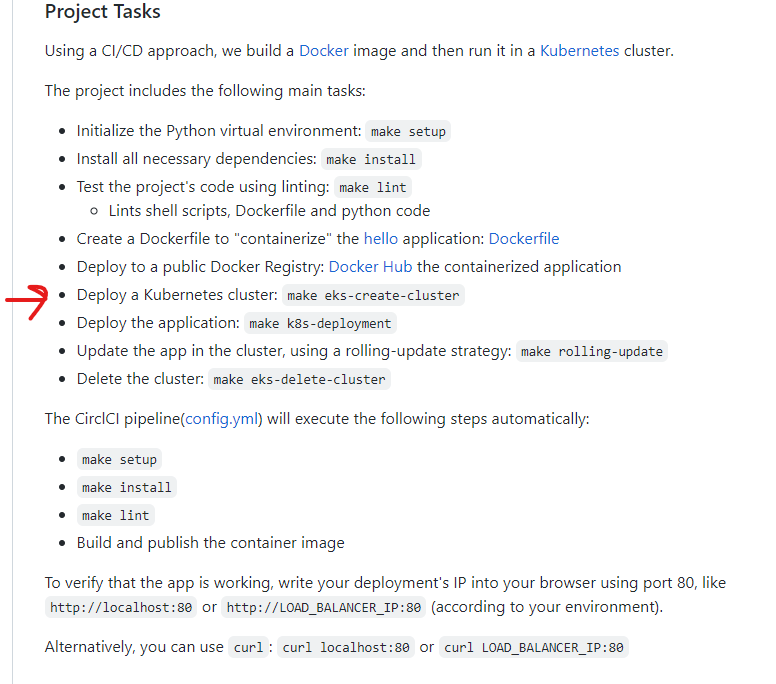 Project Tasks
Using a CI/CD approach, we build a Docker image and then run it in a Kubernetes cluster.
The project includes the following main tasks:
Initialize the Python virtual environment: make setup
Install all necessary dependencies: make install
Test the project's code using linting: make lint
Lints shell scripts, Dockerfile and python code
Create a Dockerfile to "containerize" the hello application: Dockerfile
Deploy to a public Docker Registry: Docker Hub the containerized application
Deploy a Kubernetes cluster: make eks-create-cluster
Deploy the application: make k8s-deployment
Update the app in the cluster, using a rolling-update strategy: make rolling-update
Delete the cluster: make eks-delete-cluster
The CirclCI pipeline(config.yml) will execute the following steps automatically:
make setup
make install
make lint
Build and publish the container image
To verify that the app is working, write your deployment's IP into your browser using port 80, like
http://localhost:80 or http://LOAD_BALANCER_IP:80 (according to your environment).
Alternatively, you can use curl: curl localhost:80 or curl LOAD_BALANCER_IP:80